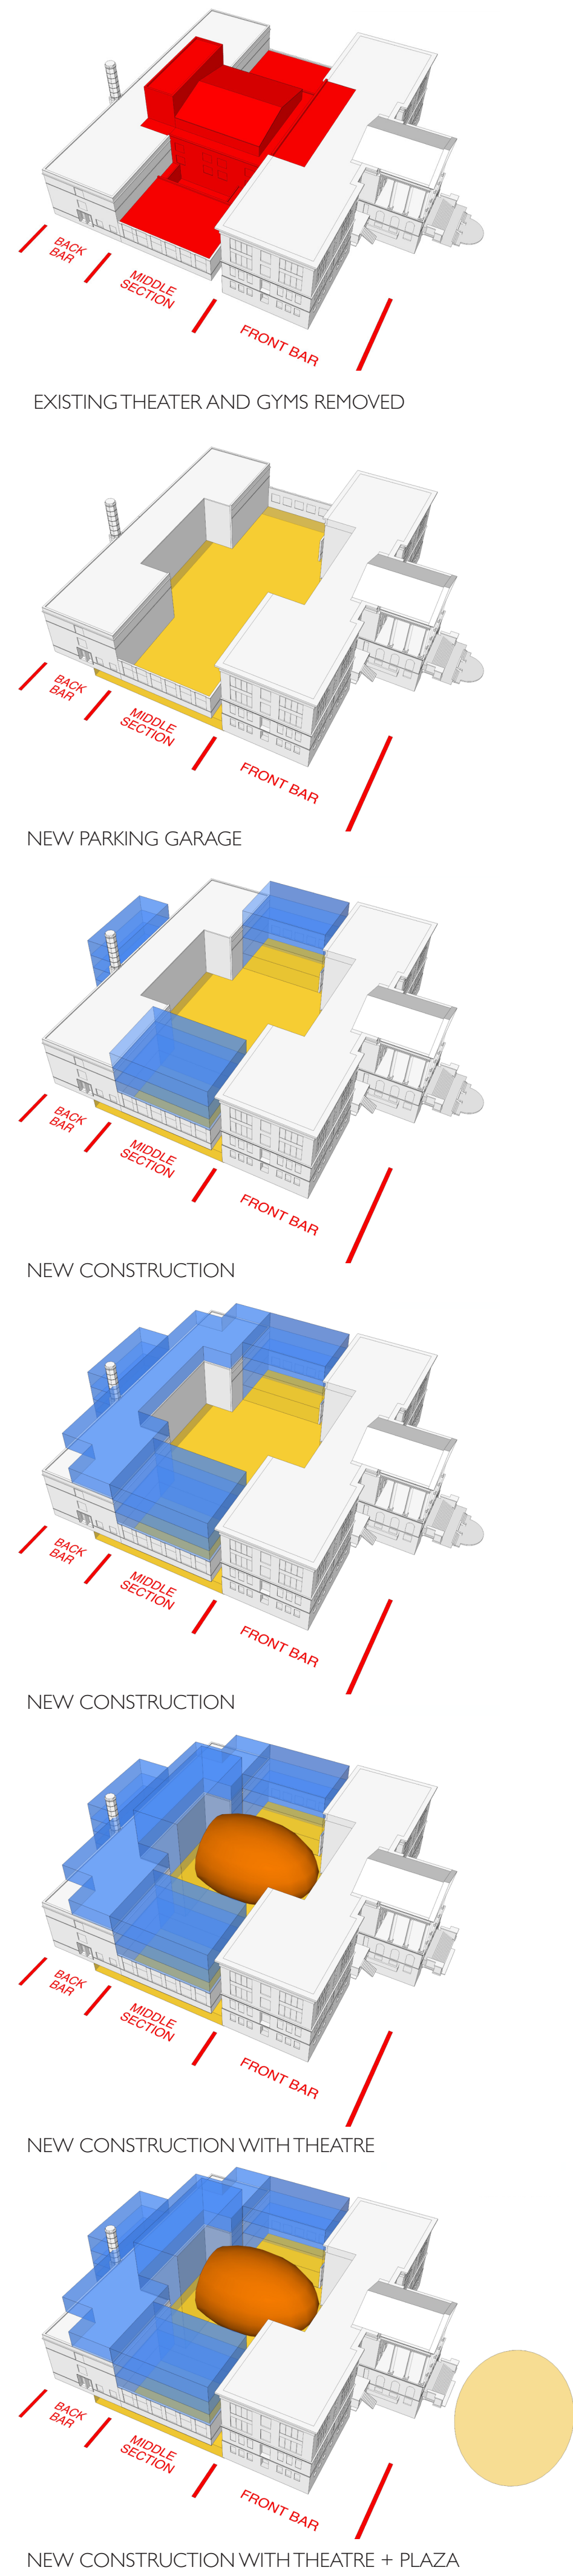 BACK
BAR
MIDDLE
SECTION
FRONT BAR
EXISTING THEATER AND GYMS REMOVED
BACK
BAR
MIDDLE
SECTION
FRONT BAR
NEW PARKING GARAGE
BACK
BAR
MIDDLE
SECTION
FRONT BAR
NEW CONSTRUCTION
BACK
BAR
MIDDLE
SECTION
FRONT BAR
NEW CONSTRUCTION
BACK
BAR
MIDDLE
SECTION
FRONT BAR
NEW CONSTRUCTION WITH THEATRE
BACK
BAR
MIDDLE
SECTION
FRONT BAR
NEW CONSTRUCTION WITH THEATRE + PLAZA